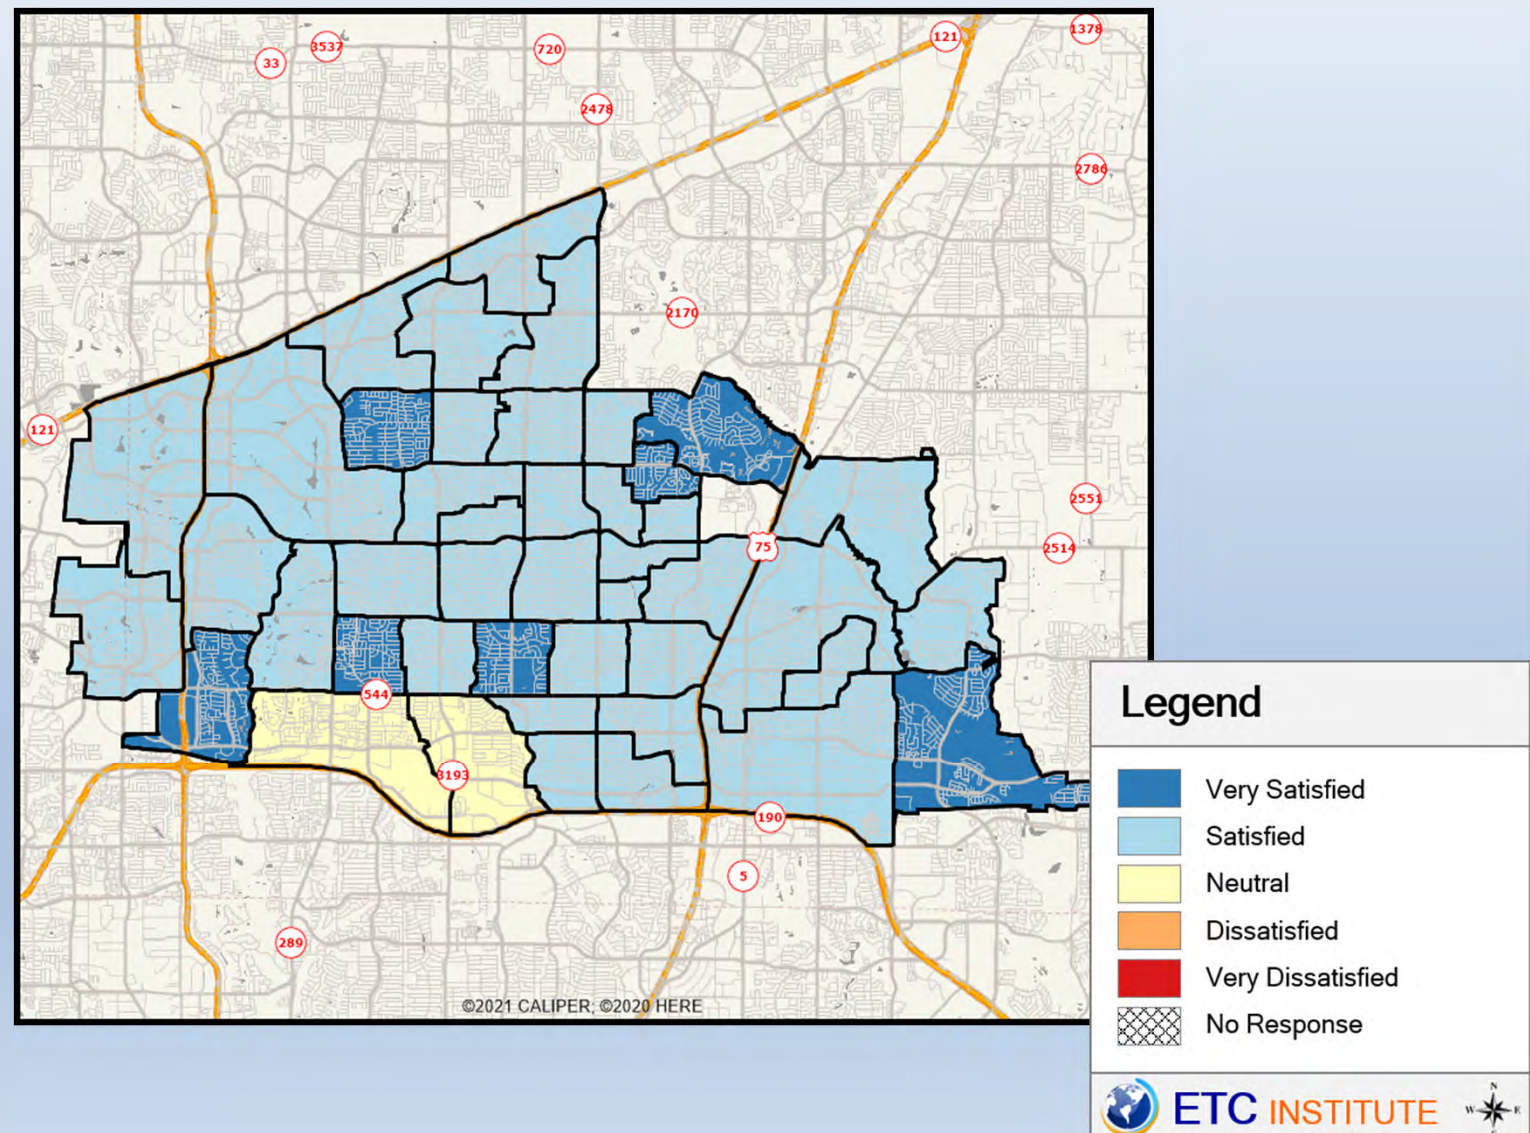 121
1378
3537
720
33
2478
2786
2170
121
2551
75
2514
544
3193
190
5
289
©2021 CALIPER; ©2020 HERE
Legend
Very Satisfied
Satisfied
Neutral
Dissatisfied
Very Dissatisfied
No Response
ETC INSTITUTE
N
W E